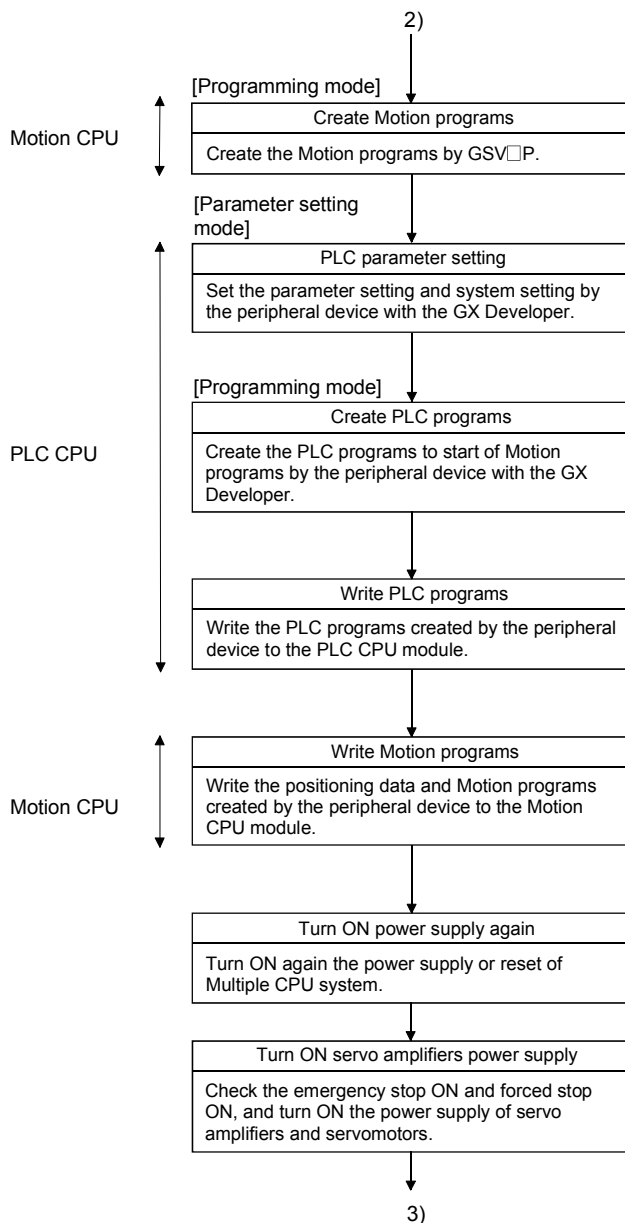 2)
[Programming mode]
Motion CPU
Create Motion programs
Create the Motion programs by GSV□P.
[Parameter setting
mode]
PLC parameter setting
Set the parameter setting and system setting by
the peripheral device with the GX Developer.
[Programming mode]
PLC CPU
Create PLC programs
Create the PLC programs to start of Motion
programs by the peripheral device with the GX
Developer.
Write PLC programs
Write the PLC programs created by the peripheral
device to the PLC CPU module.
Motion CPU
Write Motion programs
Write the positioning data and Motion programs
created by the peripheral device to the Motion
CPU module.
Turn ON power supply again
Turn ON again the power supply or reset of
Multiple CPU system.
Turn ON servo amplifiers power supply
Check the emergency stop ON and forced stop
ON, and turn ON the power supply of servo
amplifiers and servomotors.
3)